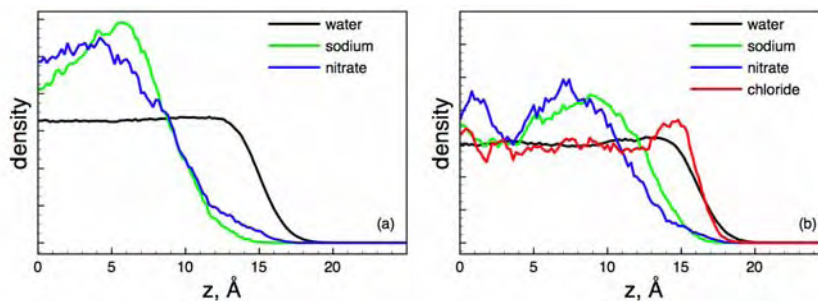 water
sodium
nitrate
density
(a)
0
5
10
15
20
z, Å
water
sodium
nitrate
chloride
density
(b)
0
5
10
15
20
z, Å